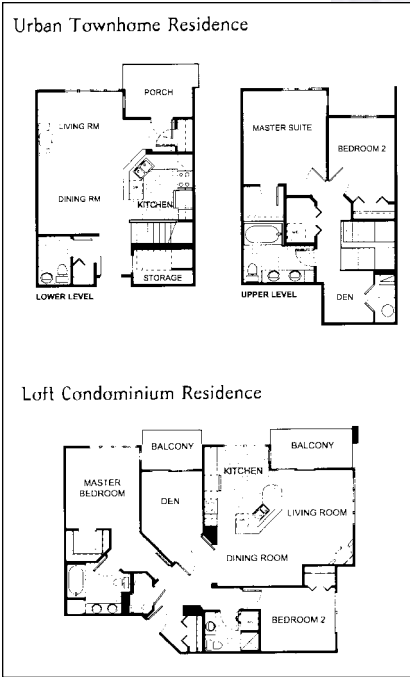 Urban Townhome Residence
PORCH
LIVING RM
MASTER SUITE
BEDROOM 2
DINING RM
KITCHEN
STORAGE
LOWER LEVEL
UPPER LEVEL
DEN
Loft Condominium Residence
BALCONY
BALCONY
KITCHEN
MASTER
BEDROOM
DEN
LIVING ROOM
DINING ROOM
BEDROOM 2